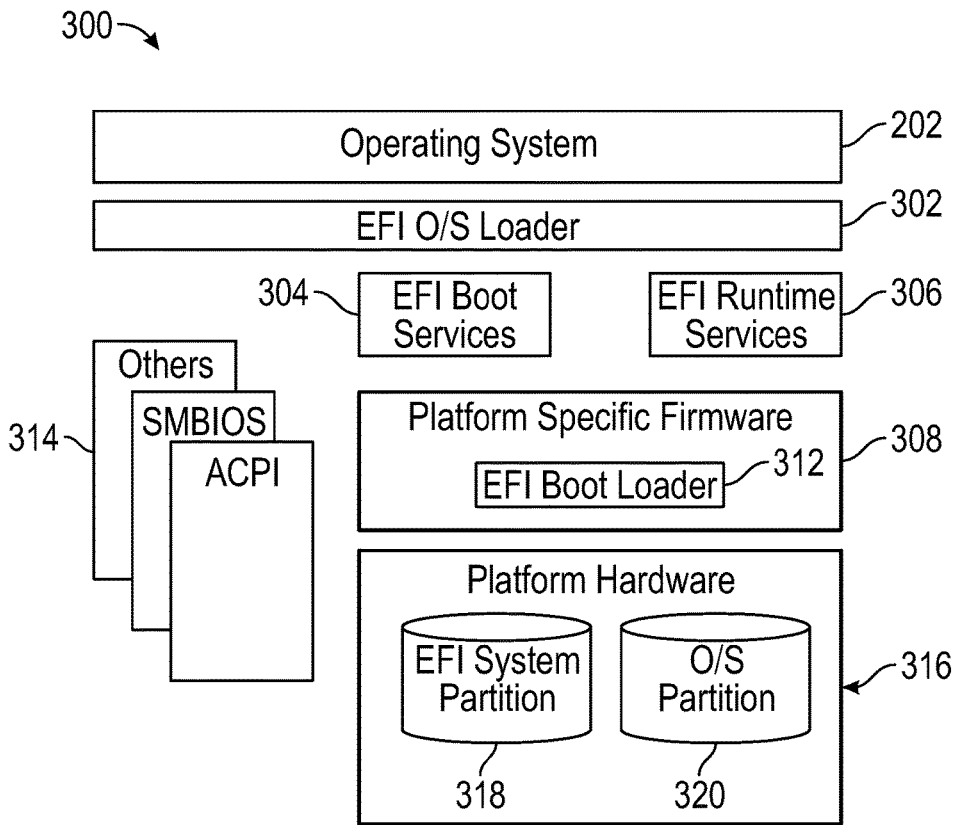 300
Operating System
202
EFI O/S Loader
302
304
EFI Boot
Services
EFI Runtime
Services
306
Others
SMBIOS
ACPI
314
Platform Specific Firmware
308
EFI Boot Loader
312
Platform Hardware
EFI System
Partition
O/S
Partition
316
318
320